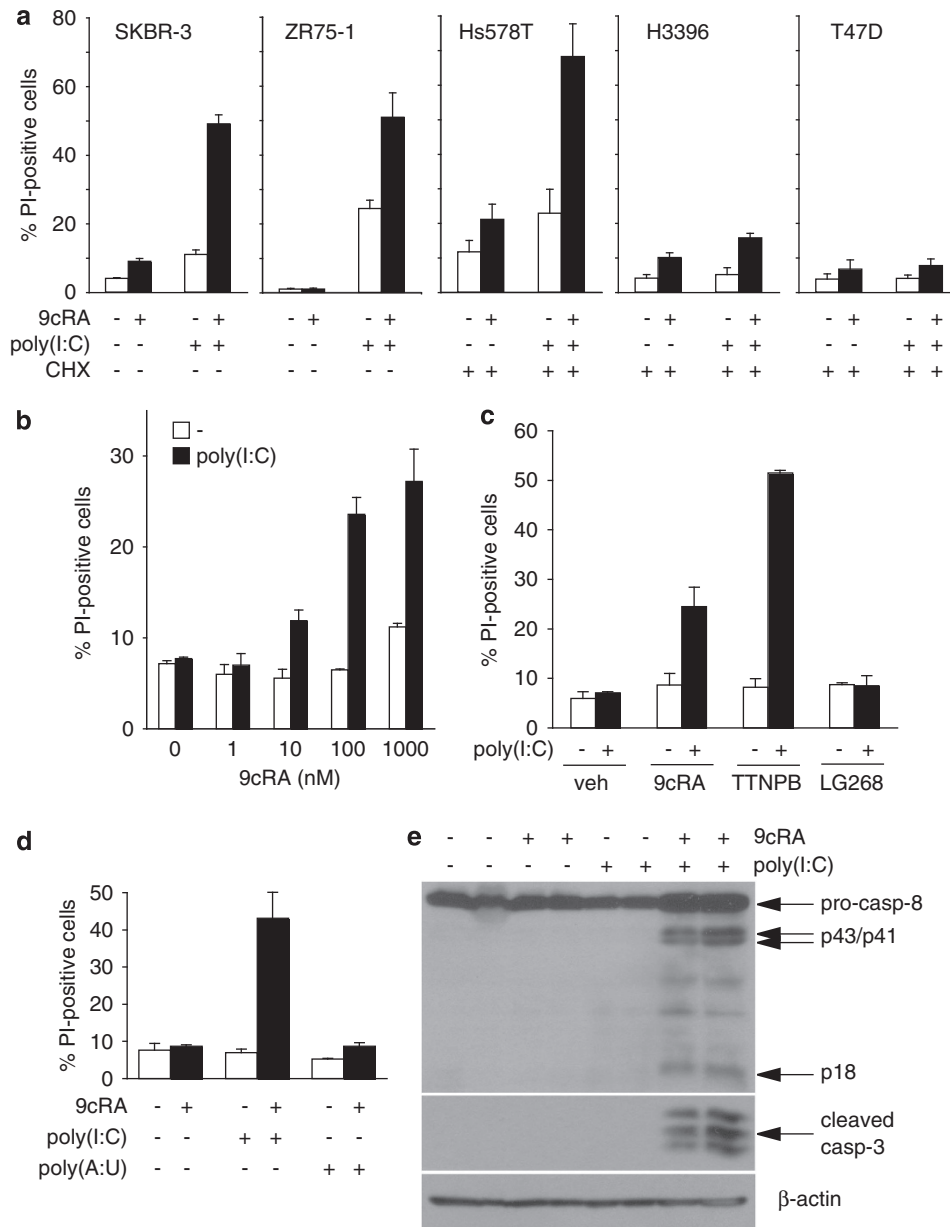 a
SKBR-3 ZR75-1 Hs578T H3396 T47D
% PI-positive cells
80
60
40
20
0
9cRA - + - + - + - + - + - + - + - + - + - +
poly(I:C) - - + + - - + + - - + + - - + + - - + +
CHX - - - - - - - - + + + + + + + + + + + +
b
-
poly(I:C)
% PI-positive cells
30
20
10
0
0 1 10 100 1000
9cRA (nM)
c
% PI-positive cells
60
50
40
30
20
10
0
poly(I:C) - + - + - + - +
veh 9cRA TTNPB LG268
d
% PI-positive cells
50
40
30
20
10
0
9cRA - + - + - +
poly(I:C) - - + + - -
poly(A:U) - - - - + +
e
- - + + - - + + 9cRA
- - - - + + + + poly(I:C)
pro-casp-8
p43/p41
p18
cleaved
casp-3
β-actin